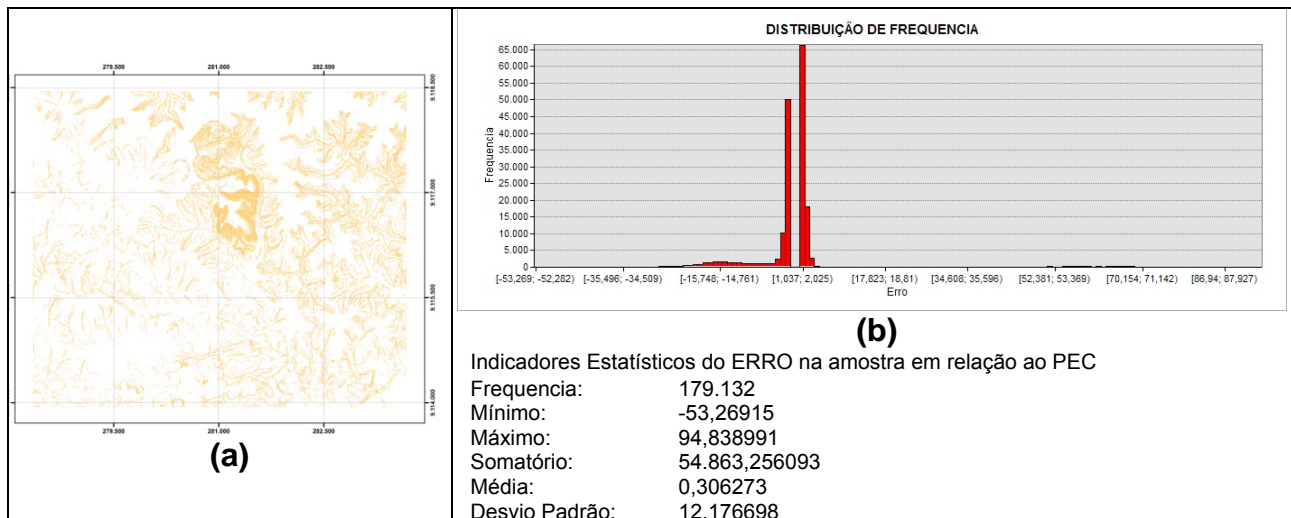 279.500 281.000 282.500
9.118.500
9.117.000
9.115.500
9.114.000
279.500 281.000 282.500
(a)
DISTRIBUIÇÃO DE FREQUENCIA
65.000
60.000
55.000
50.000
45.000
40.000
35.000
30.000
25.000
20.000
15.000
10.000
5.000
0
Frequencia
[-53,269; -52,282) [-35,496; -34,509) [-15,748; -14,761) [1,037; 2,025) [17,823; 18,81) [34,608; 35,596) [52,381; 53,369) [70,154; 71,142) [86,94; 87,927)
Erro
(b)
Indicadores Estatísticos do ERRO na amostra em relação ao PEC
Frequencia: 179.132
Mínimo: -53,26915
Máximo: 94,838991
Somatório: 54.863,256093
Média: 0,306273
Desvio Padrão: 12,176698